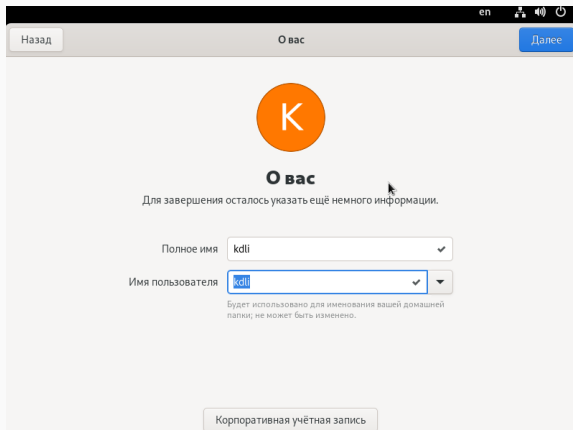 en
Назад
О вас
Далее
K
О вас
Для завершения осталось указать ещё немного информации.
Полное имя kdli
Имя пользователя kdli
Будет использовано для именования вашей домашней
папки; не может быть изменено.
Корпоративная учётная запись